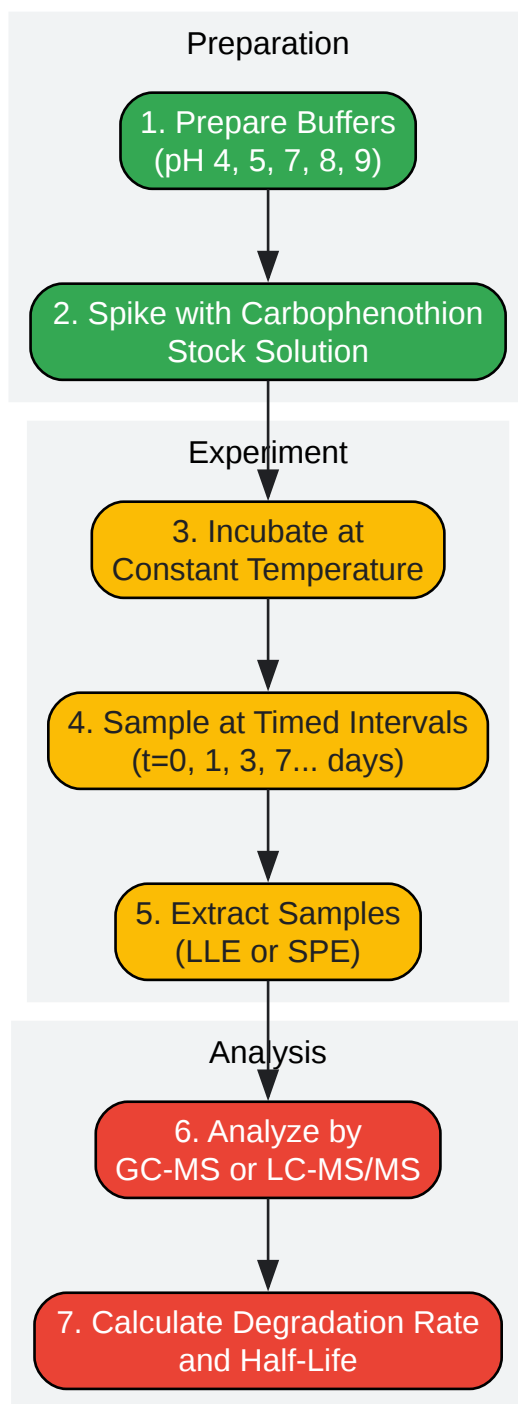 Preparation
1. Prepare Buffers
(pH 4, 5, 7, 8, 9)
2. Spike with Carbophenothion
Stock Solution
Experiment
3. Incubate at
Constant Temperature
4. Sample at Timed Intervals
(t=0, 1, 3, 7... days)
5. Extract Samples
(LLE or SPE)
Analysis
6. Analyze by
GC-MS or LC-MS/MS
7. Calculate Degradation Rate
and Half-Life